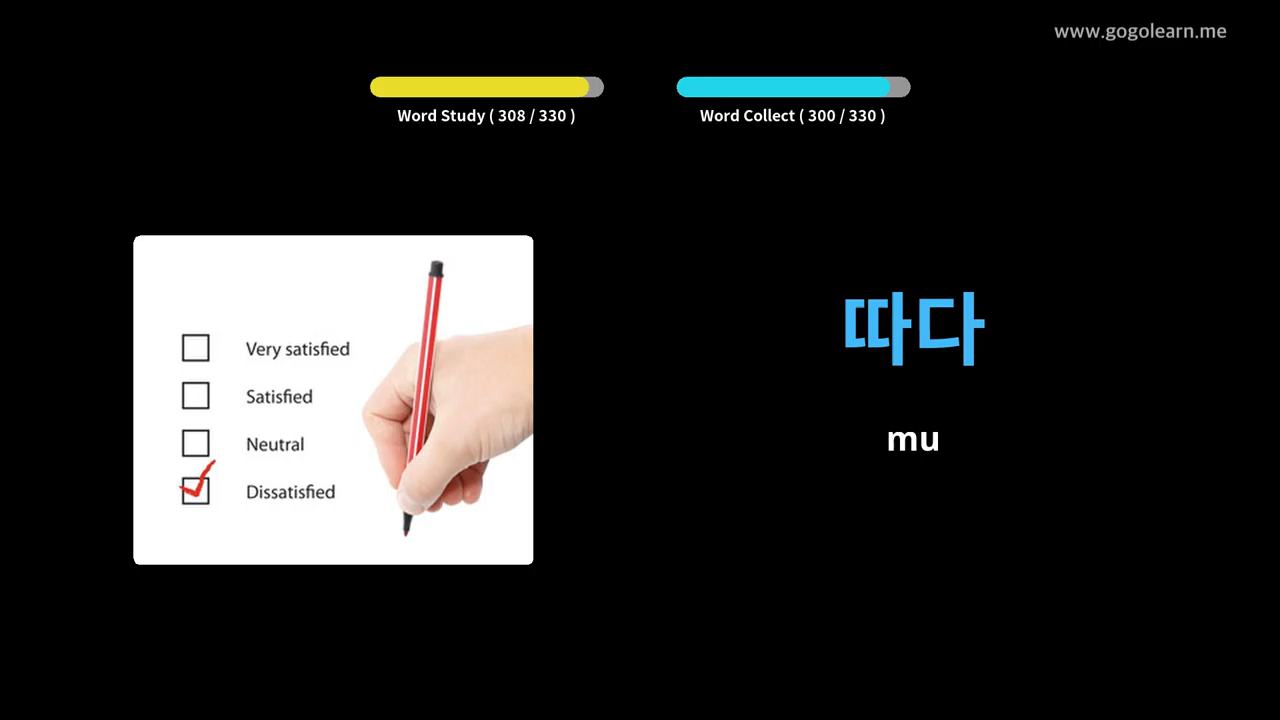 www.gogolearn.me
Word Study ( 308 / 330 )
Word Collect ( 300 / 330 )
Very satisfied
Satisfied
Neutral
Dissatisfied
따다
mu